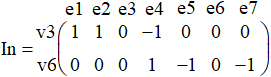 e1 e2 e3 e4 e5 e6 e7
v3 1 1 0 −1 0 0 0
In =
v6 0 0 0 1 −1 0 −1